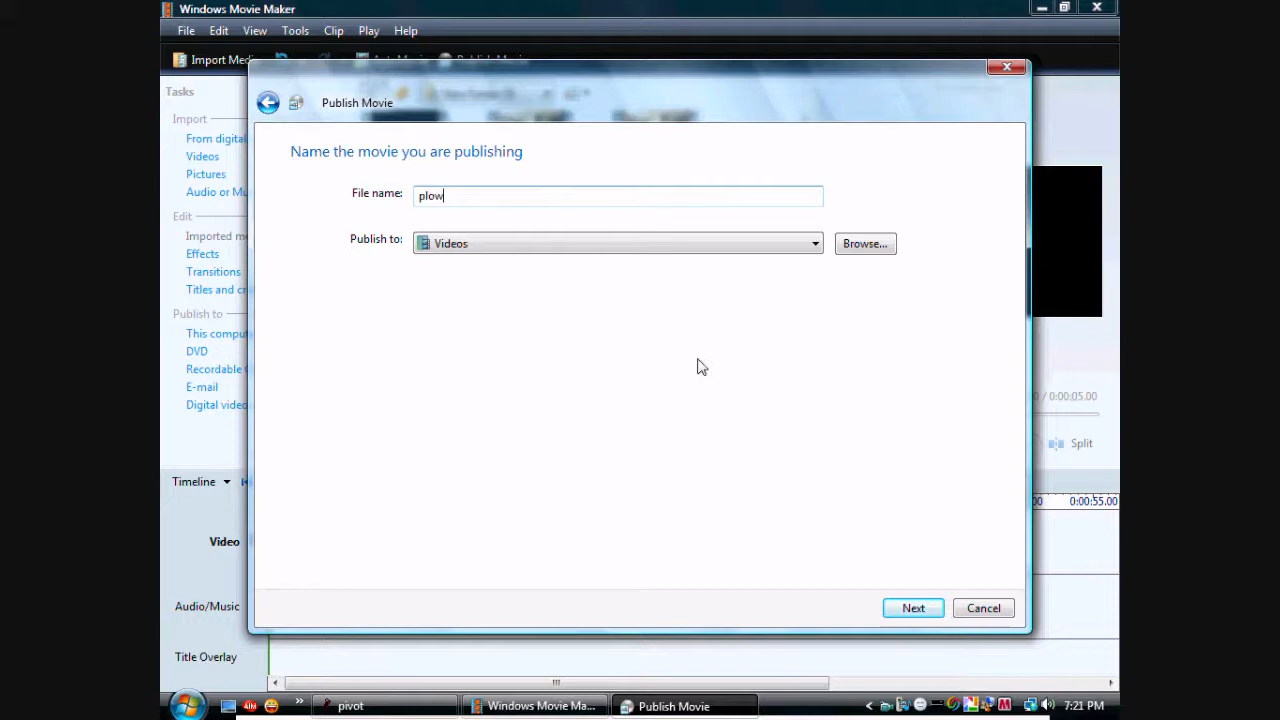 Windows Movie Maker
File Edit View Tools Clip Play Help
Import Med
Tasks
Publish Movie
Import
From digital
Videos
Pictures
Audio or Mu
Name the movie you are publishing
File name: plow
Publish to: Videos Browse...
Edit
Imported me
Effects
Transitions
Titles and cr
Publish to
This compu
DVD
Recordable
E-mail
Digital video
/ 0:00:05.00
Split
Timeline
0:00:55.00
Video
Audio/Music
Next Cancel
Title Overlay
pivot Windows Movie Ma... Publish Movie 7:21 PM